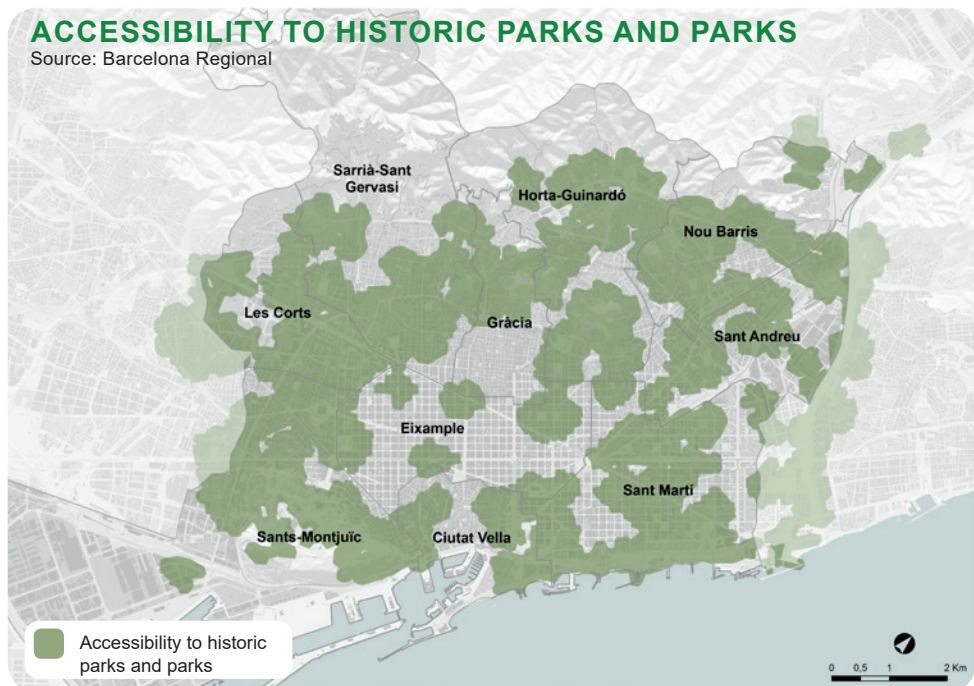 ACCESSIBILITY TO HISTORIC PARKS AND PARKS
Source: Barcelona Regional
Sarrià-Sant
Gervasi
Horta-Guinardó
Nou Barris
Les Corts
Gràcia
Sant Andreu
Eixample
Sant Martí
Sants-Montjuïc
Ciutat Vella
Accessibility to historic
parks and parks
0 0,5 1 2 Km